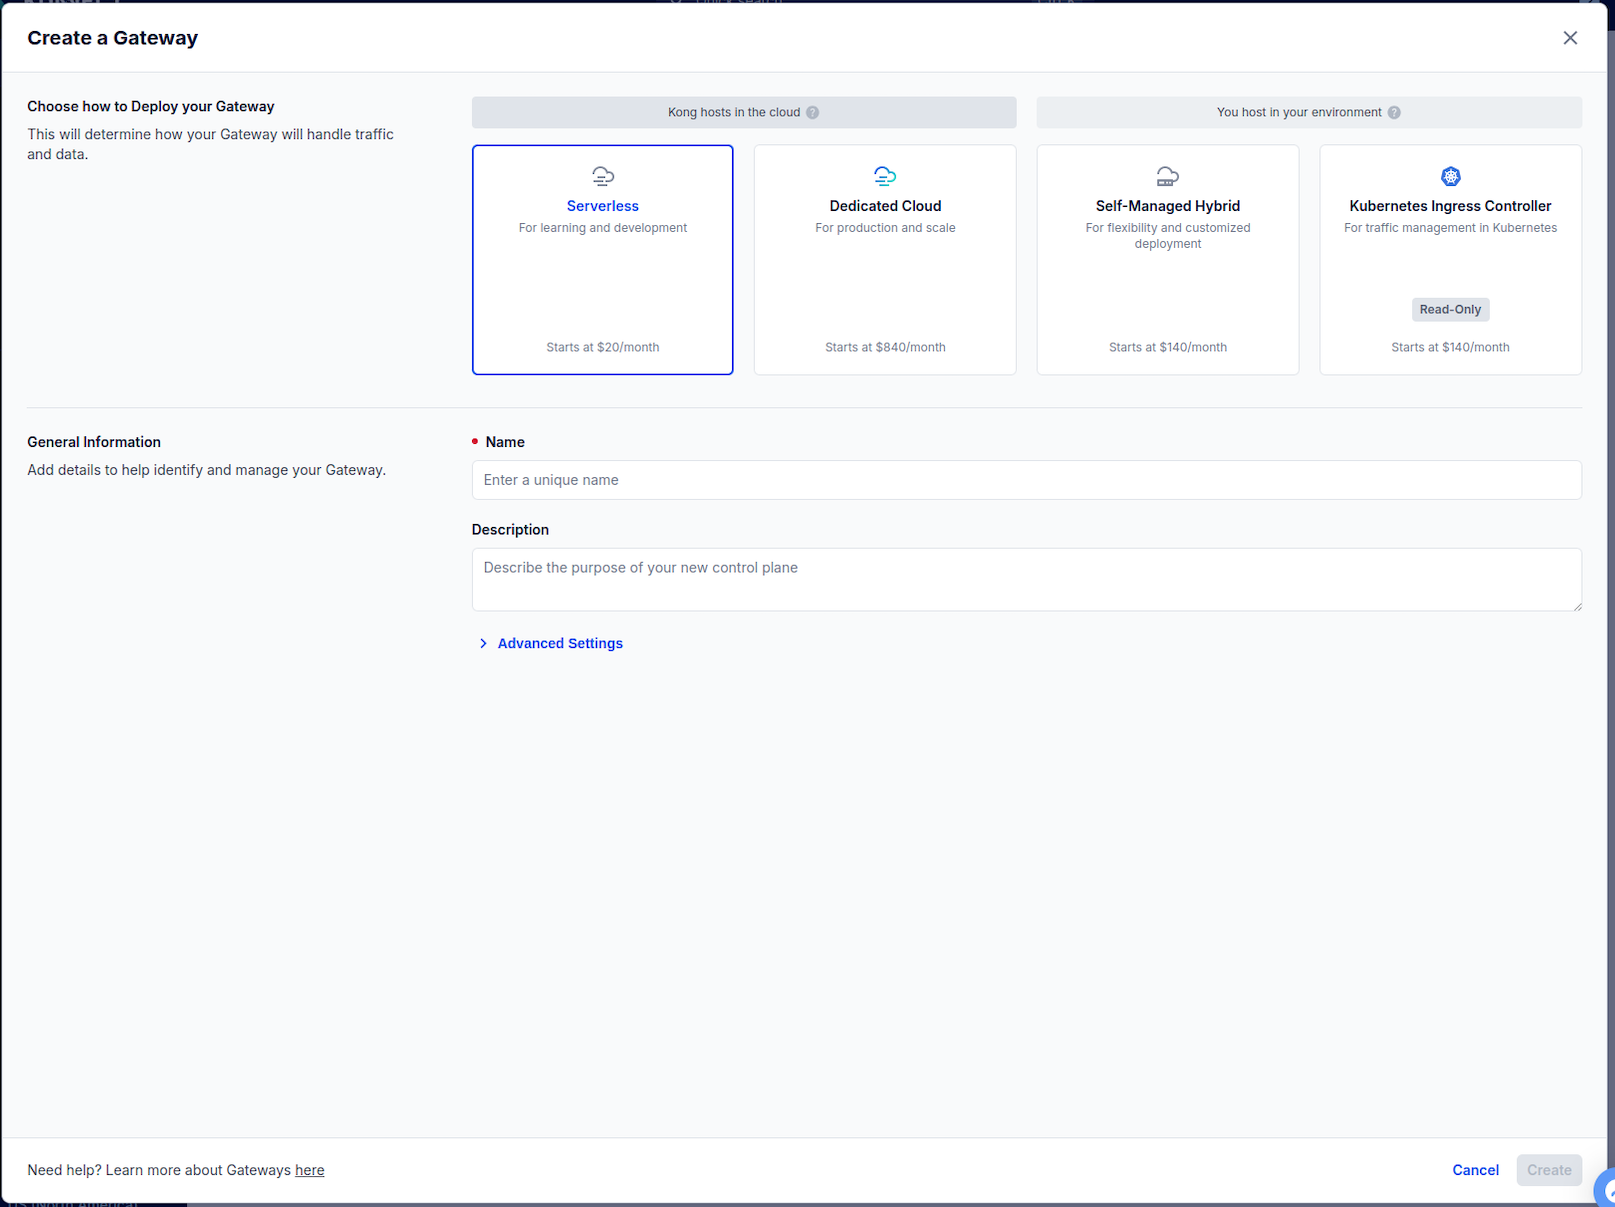 Create a Gateway
Choose how to Deploy your Gateway
This will determine how your Gateway will handle traffic
and data.
Kong hosts in the cloud
You host in your environment
Serverless
For learning and development
Starts at $20/month
Dedicated Cloud
For production and scale
Starts at $840/month
Self-Managed Hybrid
For flexibility and customized
deployment
Starts at $140/month
Kubernetes Ingress Controller
For traffic management in Kubernetes
Read-Only
Starts at $140/month
General Information
Add details to help identify and manage your Gateway.
Name
Enter a unique name
Description
Describe the purpose of your new control plane
Advanced Settings
Need help? Learn more about Gateways here
Cancel
Create